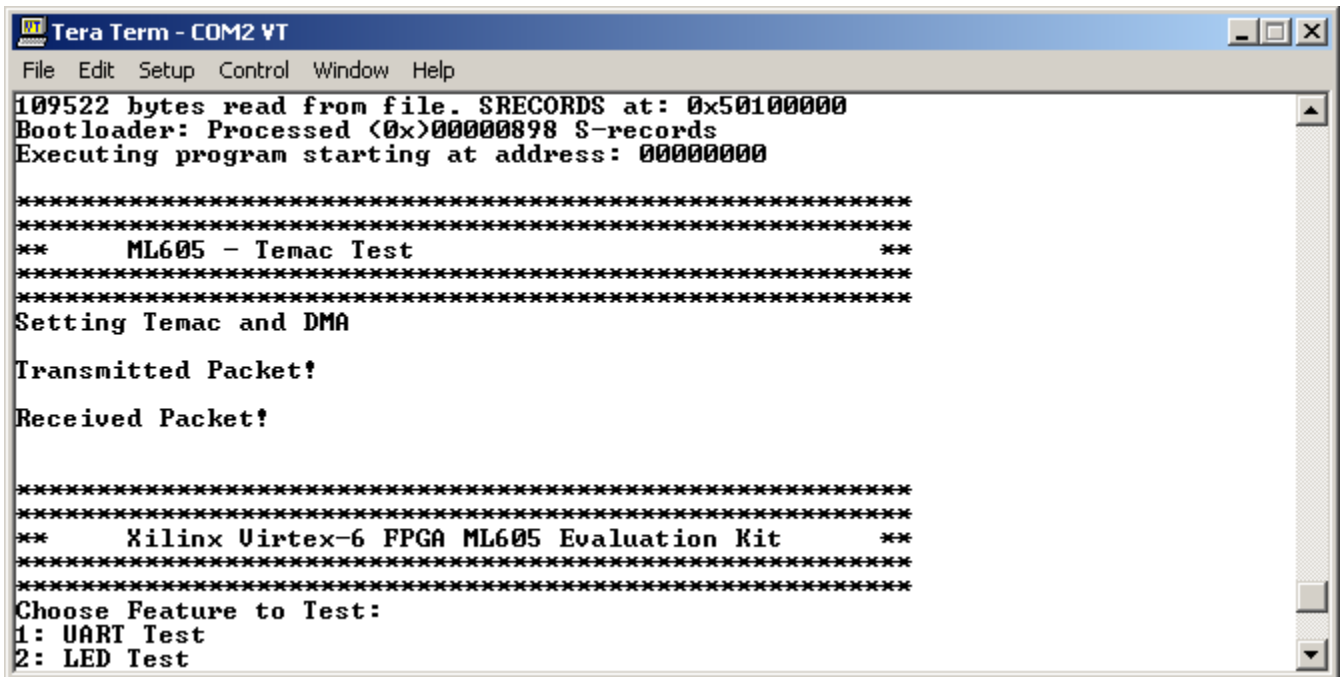 Tera Term - COM2 VT
File Edit Setup Control Window Help
109522 bytes read from file. SRECORDS at: 0x50100000
Bootloader: Processed (0x)00000898 S-records
Executing program starting at address: 00000000
********************************************************
********************************************************
**     ML605 - Temac Test                             **
********************************************************
********************************************************
Setting Temac and DMA
Transmitted Packet!
Received Packet!
********************************************************
********************************************************
**     Xilinx Virtex-6 FPGA ML605 Evaluation Kit      **
********************************************************
********************************************************
Choose Feature to Test:
1: UART Test
2: LED Test